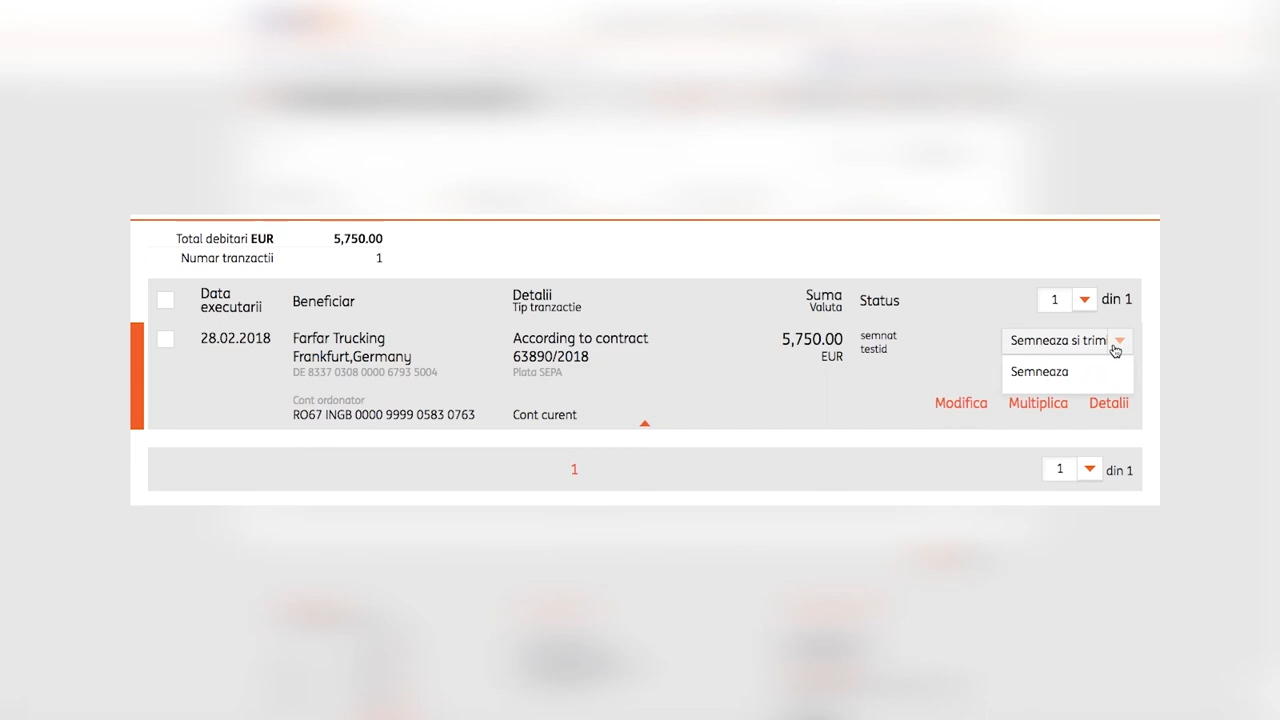 Total debitari EUR 5,750.00
Numar tranzactii 1
Data executarii Beneficiar Detalii Tip tranzactie Suma Valuta Status 1 din 1
28.02.2018 Farfar Trucking According to contract 5,750.00 semnat Semneaza si trim
Frankfurt,Germany 63890/2018 EUR testid
DE 8337 0308 0000 6793 5004 Plata SEPA Semneaza
Cont ordonator Modifica Multiplica Detalii
RO67 INGB 0000 9999 0583 0763 Cont curent
1 1 din 1